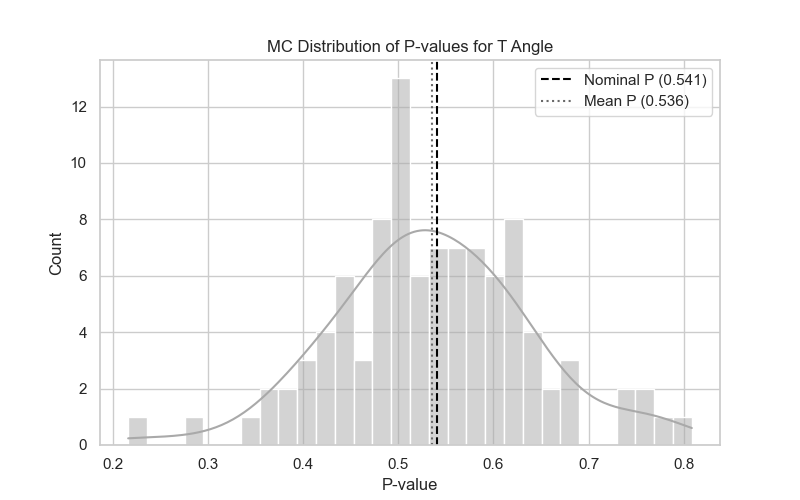 MC Distribution of P-values for T Angle
Nominal P (0.541)
Mean P (0.536)
Count
12
10
8
6
4
2
0
0.2 0.3 0.4 0.5 0.6 0.7 0.8
P-value